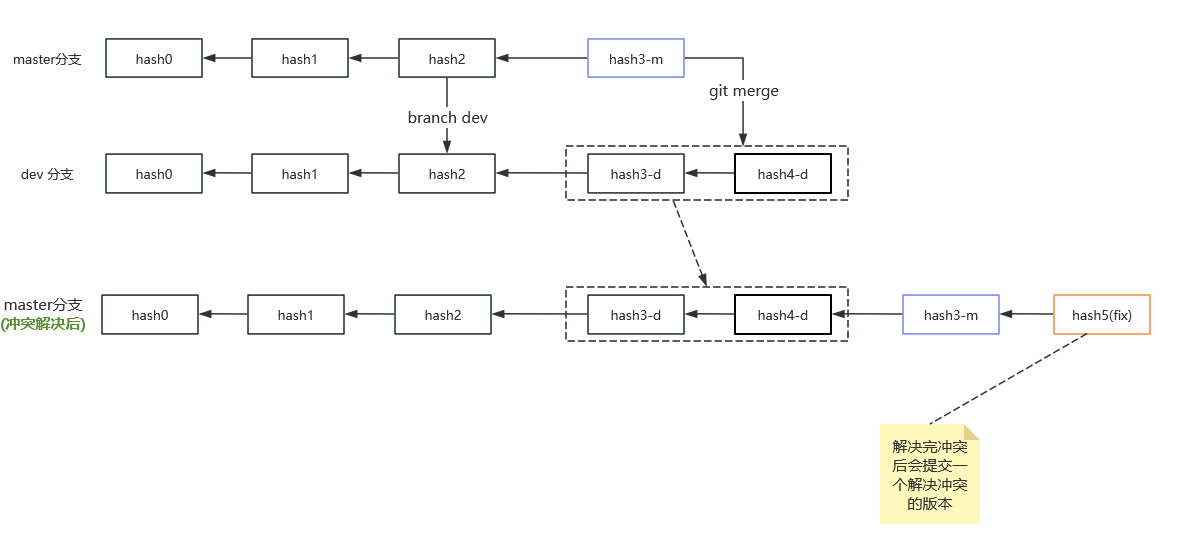 master分支
hash0
hash1
hash2
hash3-m
git merge
branch dev
dev 分支
hash0
hash1
hash2
hash3-d
hash4-d
master分支
(冲突解决后)
hash0
hash1
hash2
hash3-d
hash4-d
hash3-m
hash5(fix)
解决完冲突
后会提交一
个解决冲突
的版本